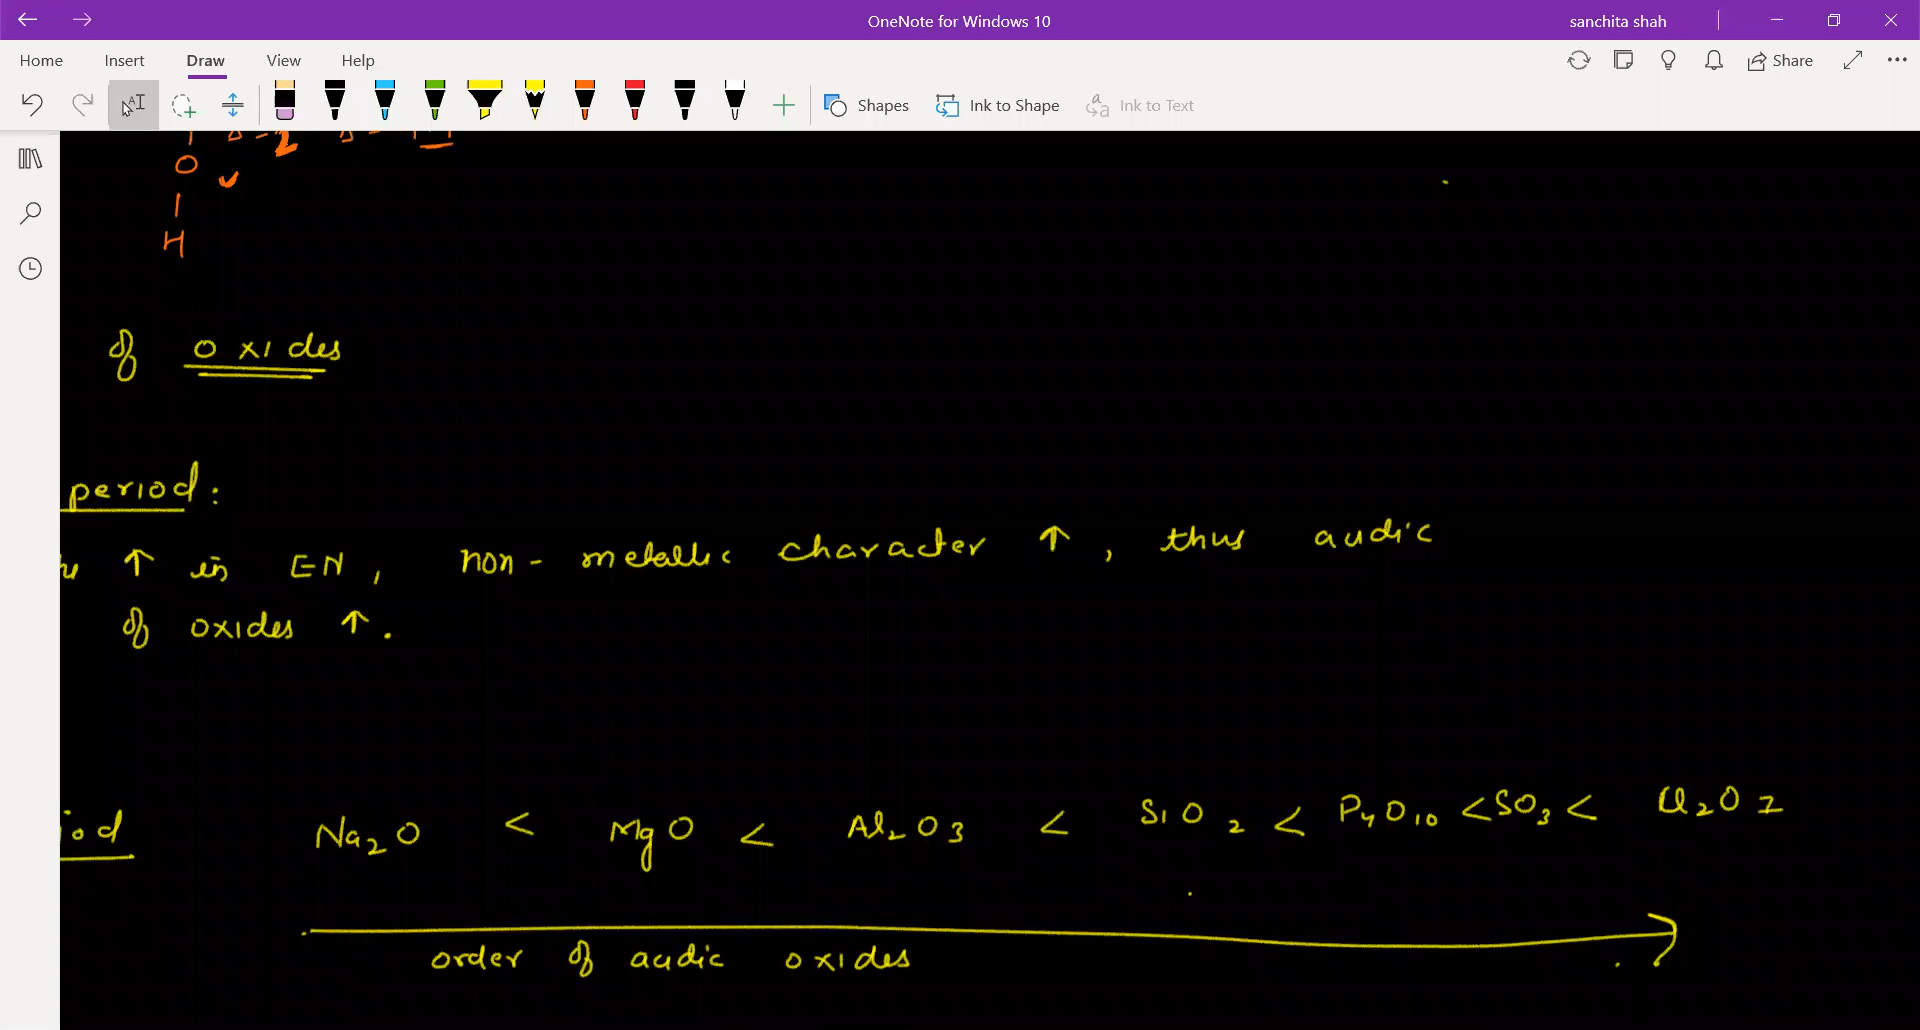 OneNote for Windows 10
sanchita shah
Home Insert Draw View Help
Share
Shapes Ink to Shape Ink to Text
O
H
of oxides
period:
↑ in EN, non-metallic character ↑, thus acidic
of oxides ↑.
iod Na₂O < MgO < Al₂O₃ < SiO₂ < P₄O₁₀ < SO₃ < Cl₂O₇
order of acidic oxides